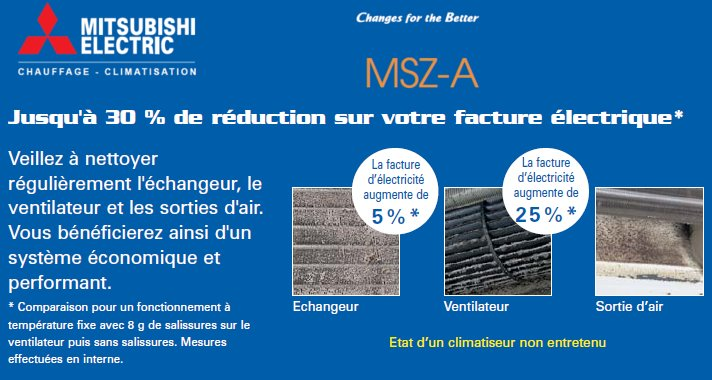 MITSUBISHI
ELECTRIC
CHAUFFAGE - CLIMATISATION
Changes for the Better
MSZ-A
Jusqu'à 30 % de réduction sur votre facture électrique*
Veillez à nettoyer
régulièrement l'échangeur, le
ventilateur et les sorties d'air.
Vous bénéficierez ainsi d'un
système économique et
performant.
* Comparaison pour un fonctionnement à
température fixe avec 8 g de salissures sur le
ventilateur puis sans salissures. Mesures
effectuées en interne.
La facture
d'électricité
augmente de
5 % *
Echangeur
La facture
d'électricité
augmente de
25 % *
Ventilateur
Sortie d'air
Etat d'un climatiseur non entretenu